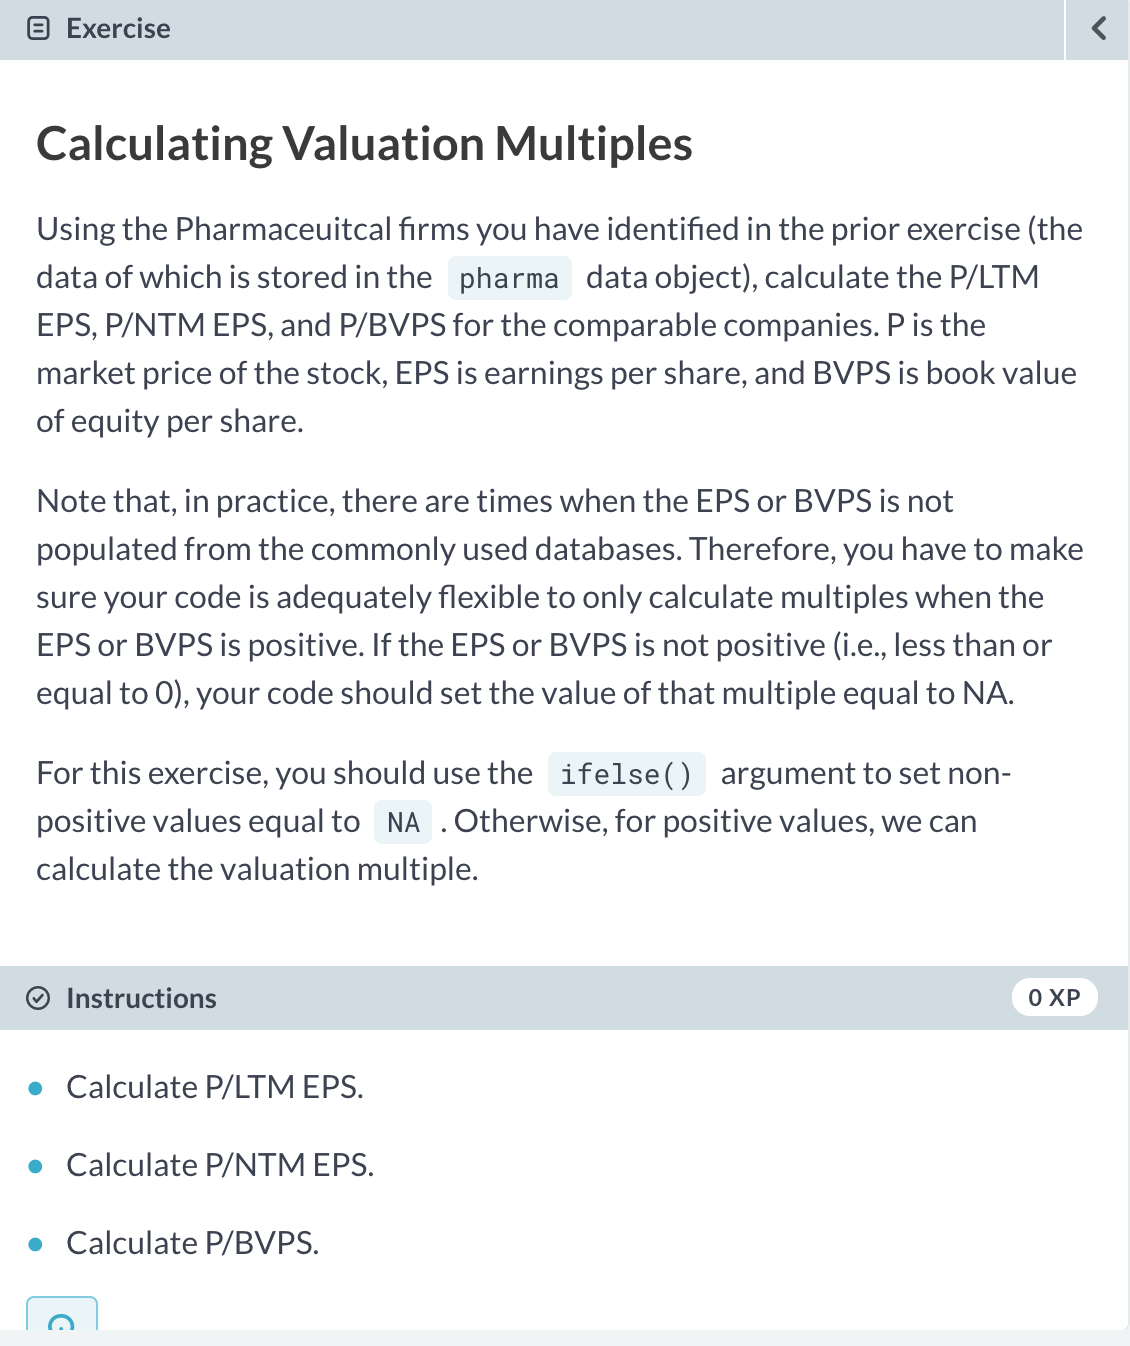 Exercise
Calculating Valuation Multiples
Using the Pharmaceuitcal firms you have identified in the prior exercise (the
data of which is stored in the pharma data object), calculate the P/LTM
EPS, P/NTM EPS, and P/BVPS for the comparable companies. P is the
market price of the stock, EPS is earnings per share, and BVPS is book value
of equity per share.
Note that, in practice, there are times when the EPS or BVPS is not
populated from the commonly used databases. Therefore, you have to make
sure your code is adequately flexible to only calculate multiples when the
EPS or BVPS is positive. If the EPS or BVPS is not positive (i.e., less than or
equal to 0), your code should set the value of that multiple equal to NA.
For this exercise, you should use the ifelse() argument to set non-
positive values equal to NA . Otherwise, for positive values, we can
calculate the valuation multiple.
Instructions
0 XP
Calculate P/LTM EPS.
Calculate P/NTM EPS.
Calculate P/BVPS.